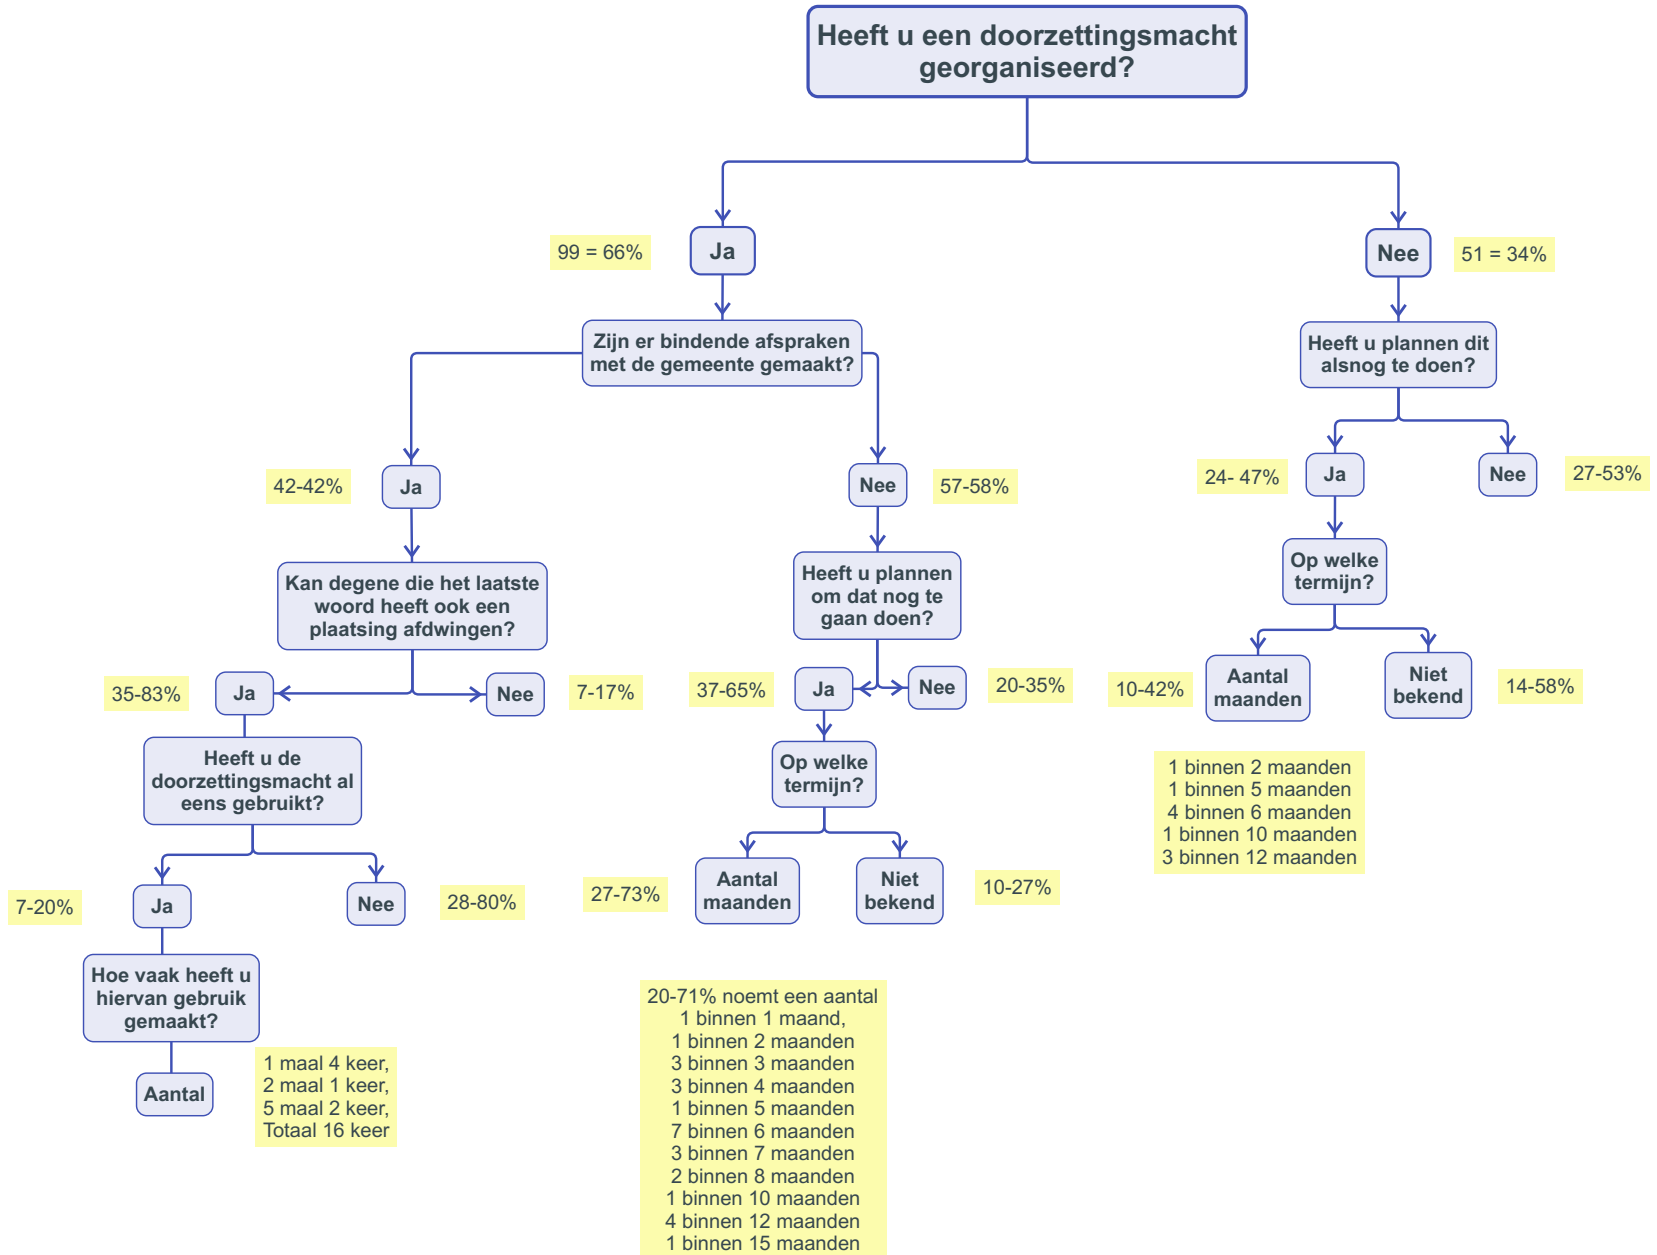 Heeft u een doorzettingsmacht
georganiseerd?
99 = 66%
Ja
Nee
51 = 34%
Zijn er bindende afspraken
met de gemeente gemaakt?
Heeft u plannen dit
alsnog te doen?
42-42%
Ja
Nee
57-58%
24- 47%
Ja
Nee
27-53%
Kan degene die het laatste
woord heeft ook een
plaatsing afdwingen?
Heeft u plannen
om dat nog te
gaan doen?
Op welke
termijn?
35-83%
Ja
Nee
7-17%
37-65%
Ja
Nee
20-35%
10-42%
Aantal
maanden
Niet
bekend
14-58%
Heeft u de
doorzettingsmacht al
eens gebruikt?
Op welke
termijn?
1 binnen 2 maanden
1 binnen 5 maanden
4 binnen 6 maanden
1 binnen 10 maanden
3 binnen 12 maanden
7-20%
Ja
Nee
28-80%
27-73%
Aantal
maanden
Niet
bekend
10-27%
Hoe vaak heeft u
hiervan gebruik
gemaakt?
Aantal
1 maal 4 keer,
2 maal 1 keer,
5 maal 2 keer,
Totaal 16 keer
20-71% noemt een aantal
1 binnen 1 maand,
1 binnen 2 maanden
3 binnen 3 maanden
3 binnen 4 maanden
1 binnen 5 maanden
7 binnen 6 maanden
3 binnen 7 maanden
2 binnen 8 maanden
1 binnen 10 maanden
4 binnen 12 maanden
1 binnen 15 maanden